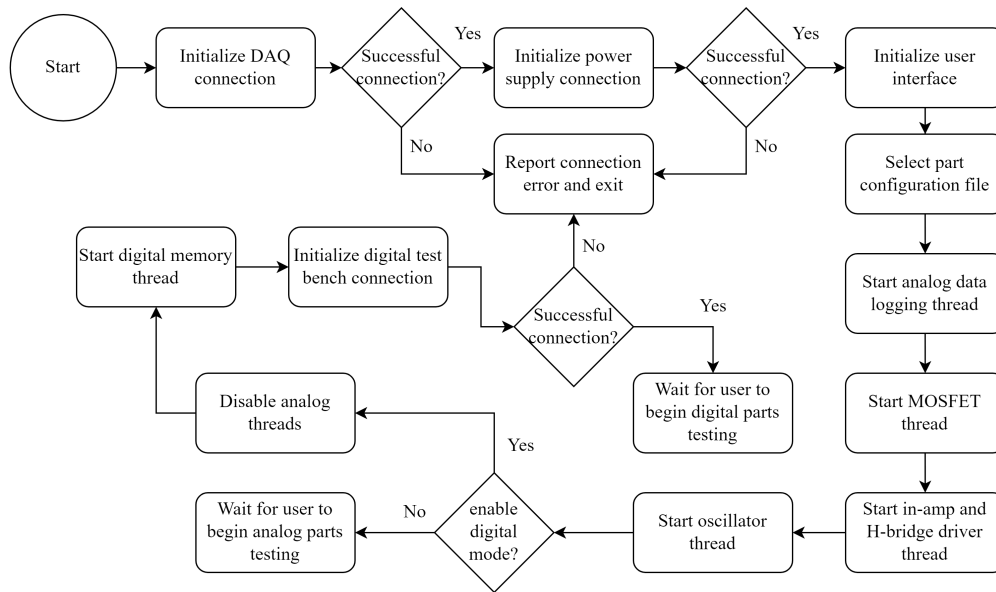 Start
Initialize DAQ
connection
Successful
connection?
Yes
No
Initialize power
supply connection
Successful
connection?
Yes
No
Initialize user
interface
Report connection
error and exit
Select part
configuration file
Start analog data
logging thread
Start MOSFET
thread
Start in-amp and
H-bridge driver
thread
Start oscillator
thread
enable
digital
mode?
No
Wait for user to
begin analog parts
testing
Yes
Disable analog
threads
Start digital memory
thread
Initialize digital test
bench connection
Successful
connection?
No
Yes
Wait for user to
begin digital parts
testing